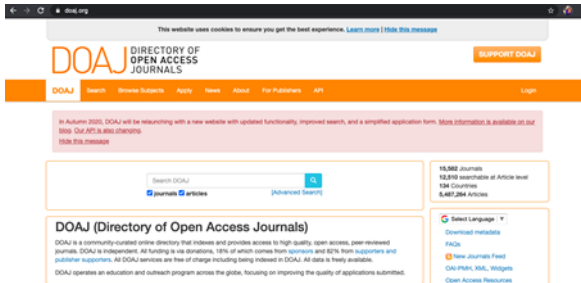 doaj.org
This website uses cookies to ensure you get the best experience. Learn more | Hide this message
DOAJ DIRECTORY OF
OPEN ACCESS
JOURNALS
SUPPORT DOAJ
DOAJ Search Browse Subjects Apply News About For Publishers API Login
In Autumn 2020, DOAJ will be relaunching with a new website with updated functionality, improved search, and a simplified application form. More information is available on our
blog. Our API is also changing.
Hide this message
Search DOAJ
journals articles [Advanced Search]
15,582 Journals
12,510 searchable at Article level
134 Countries
5,487,264 Articles
DOAJ (Directory of Open Access Journals)
DOAJ is a community-curated online directory that indexes and provides access to high quality, open access, peer-reviewed
journals. DOAJ is independent. All funding is via donations, 18% of which comes from sponsors and 82% from supporters and
publisher supporters. All DOAJ services are free of charge including being indexed in DOAJ. All data is freely available.
DOAJ operates an education and outreach program across the globe, focusing on improving the quality of applications submitted.
Select Language ▼
Download metadata
FAQs
New Journals Feed
OAI-PMH, XML, Widgets
Open Access Resources